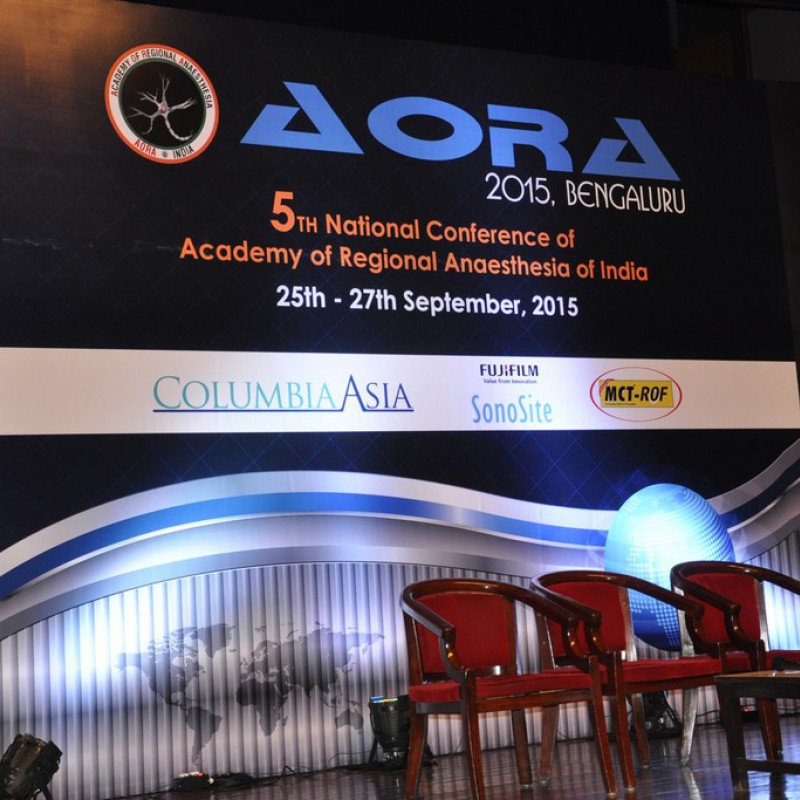 ACADEMY OF REGIONAL ANAESTHESIA
AORA INDIA
AORA
2015, BENGALURU
5TH National Conference of
Academy of Regional Anaesthesia of India
25th - 27th September, 2015
COLUMBIA ASIA
FUJIFILM
Value from Innovation
SonoSite
MCT-ROF